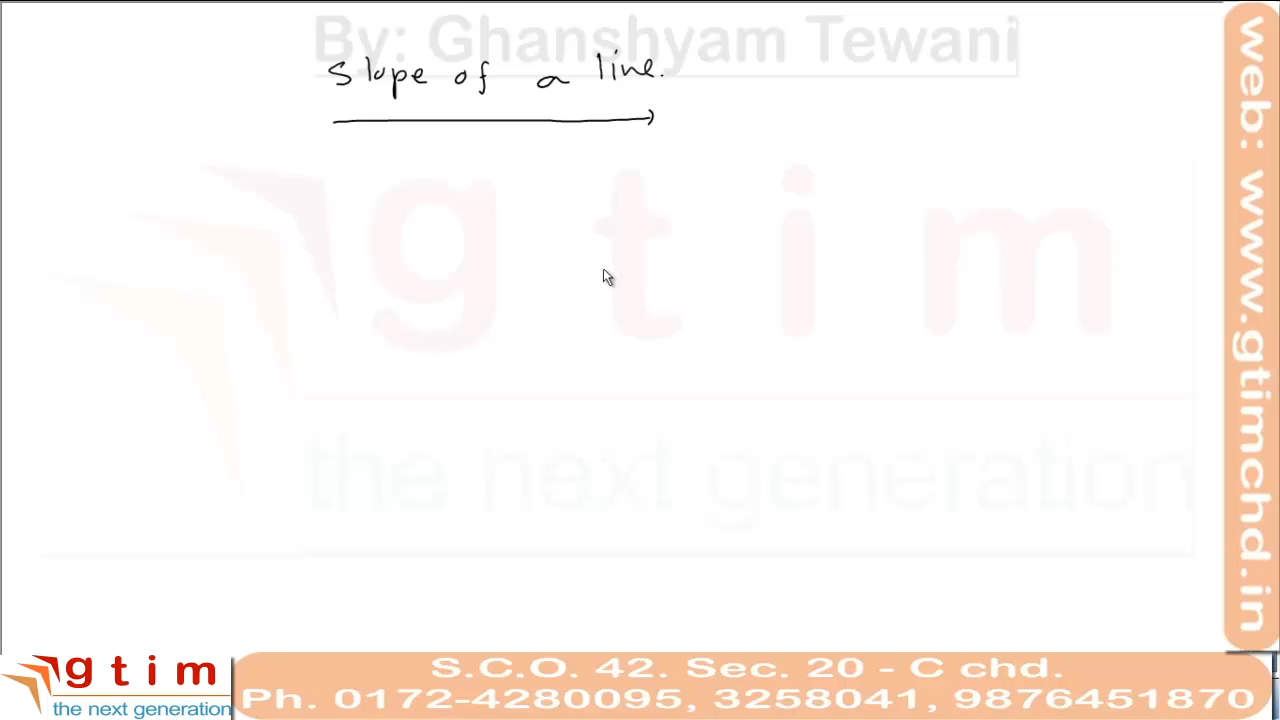 By: Ghanshyam Tewani
Slope of a line.
gtim
the next generation
web: www.gtimchd.in
gtim
the next generation
S.C.O. 42. Sec. 20 - C chd.
Ph. 0172-4280095, 3258041, 9876451870